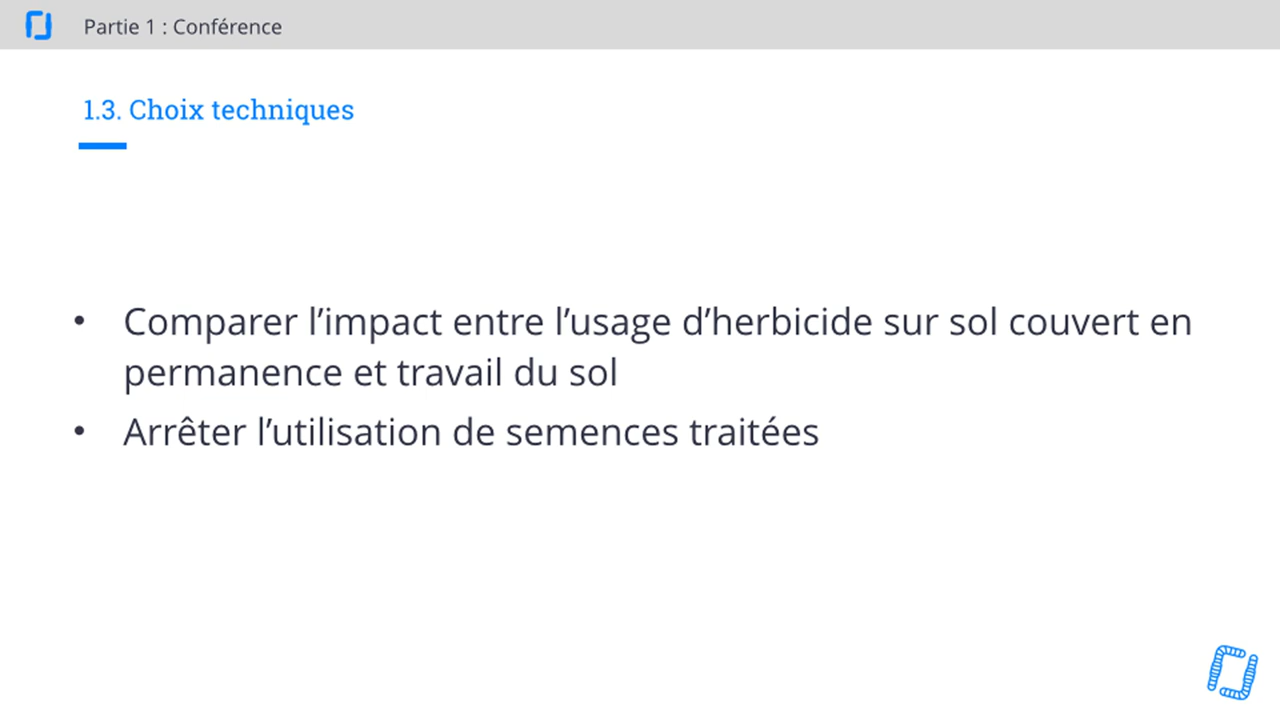 Partie 1 : Conférence
1.3. Choix techniques
• Comparer l’impact entre l’usage d’herbicide sur sol couvert en
permanence et travail du sol
• Arrêter l’utilisation de semences traitées